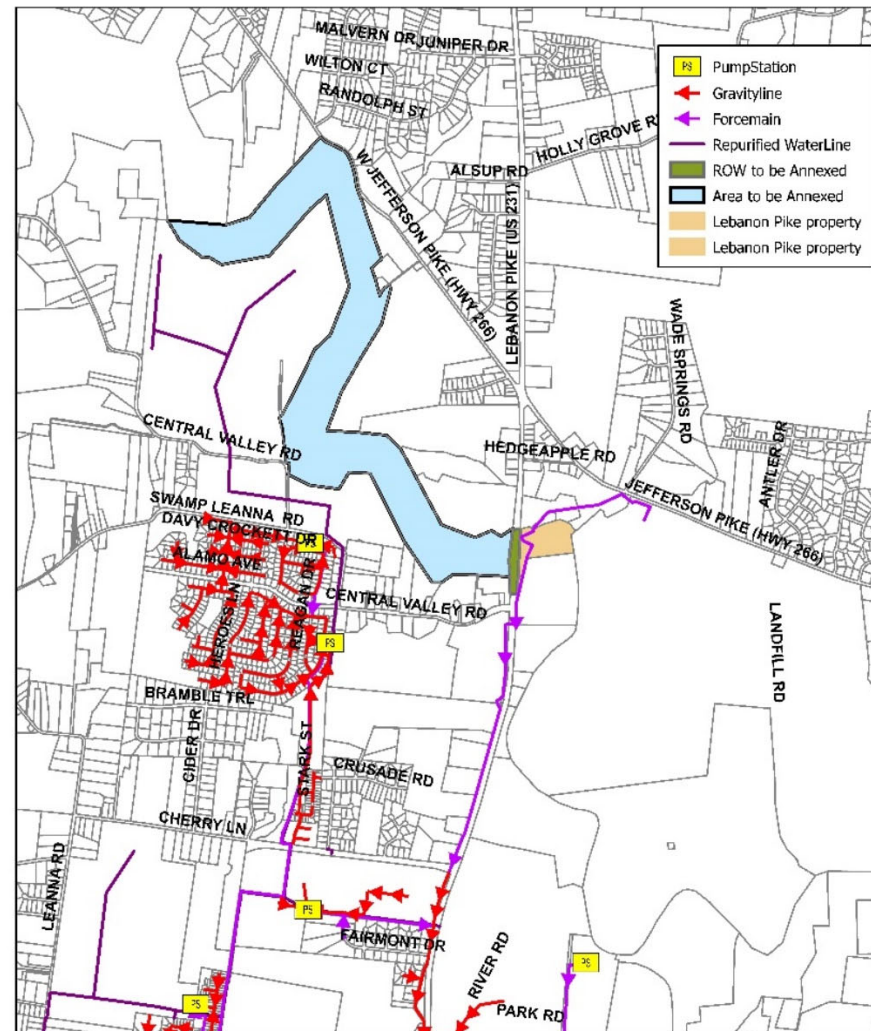 MALVERN DR
JUNIPER DR
WILTON CT
RANDOLPH ST
W JEFFERSON PIKE (HWY 266)
ALSUP RD
HOLLY GROVE RD
LEBANON PIKE (US 231)
PS PumpStation
Gravityline
Forcemain
Repurified WaterLine
ROW to be Annexed
Area to be Annexed
Lebanon Pike property
Lebanon Pike property
WADE SPRINGS RD
CENTRAL VALLEY RD
HEDGEAPPLE RD
JEFFERSON PIKE (HWY 266)
ANTLER DR
SWAMP LEANNA RD
DAVY CROCKETT DR
PS
ALAMO AVE
HEROES LN
REAGAN DR
CENTRAL VALLEY RD
PS
LANDFILL RD
BRAMBLE TRL
CIDER DR
STARK ST
CRUSADE RD
CHERRY LN
LEANNA RD
PS
FAIRMONT DR
RIVER RD
PS
PS
PARK RD